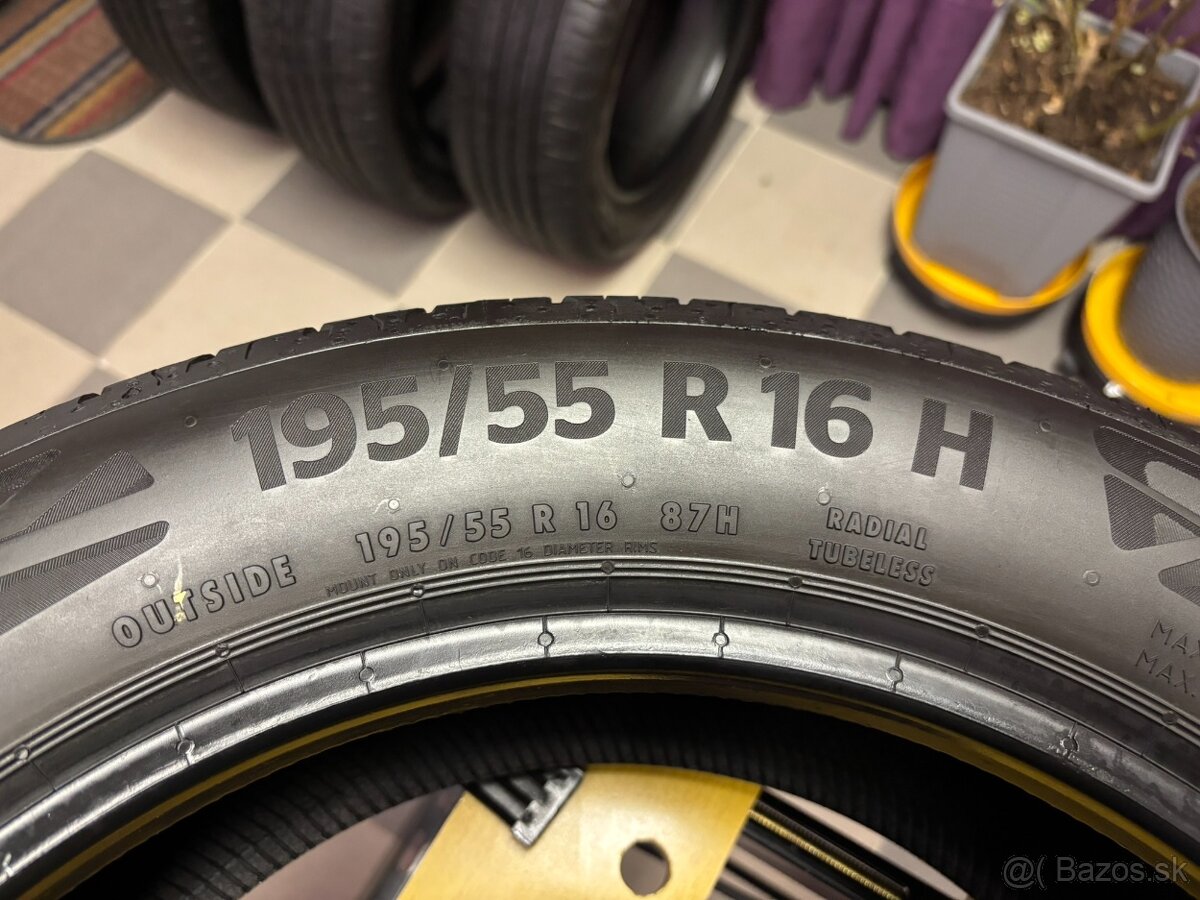 195/55 R 16 H
195/55 R 16 87H
RADIAL
TUBELESS
OUTSIDE
MOUNT ONLY ON CODE 16 DIAMETER RIMS
MAX
MAX
@( Bazos.sk